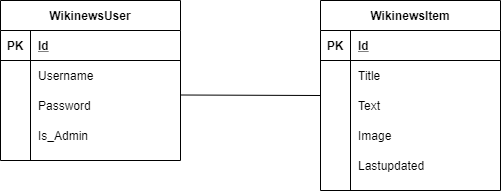 WikinewsUser
PK Id
Username
Password
Is_Admin
WikinewsItem
PK Id
Title
Text
Image
Lastupdated